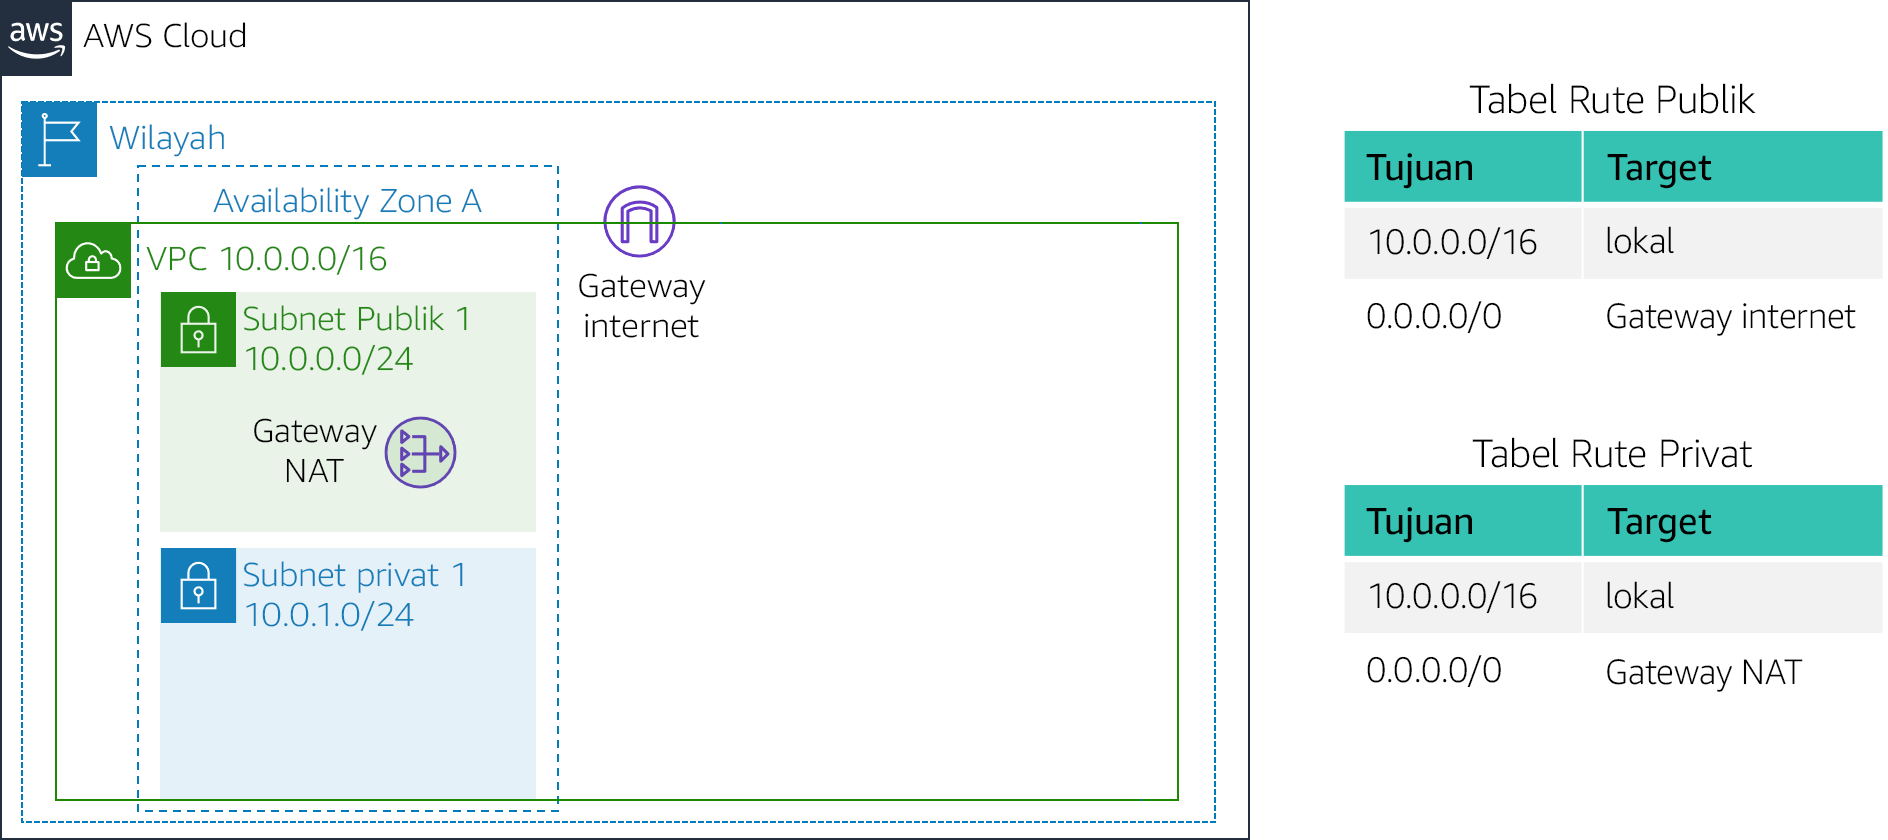 aws
AWS Cloud
Wilayah
Availability Zone A
VPC 10.0.0.0/16
Subnet Publik 1
10.0.0.0/24
Gateway
NAT
Subnet privat 1
10.0.1.0/24
Gateway
internet
Tabel Rute Publik
Tujuan Target
10.0.0.0/16 lokal
0.0.0.0/0 Gateway internet
Tabel Rute Privat
Tujuan Target
10.0.0.0/16 lokal
0.0.0.0/0 Gateway NAT